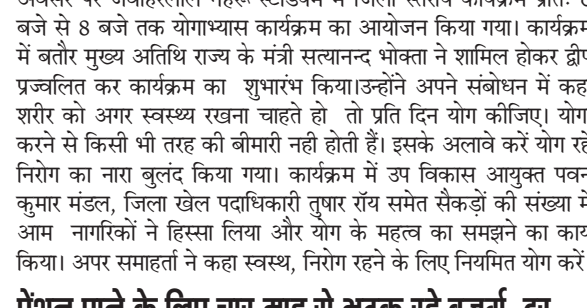 पर जवाहरलाल नेहरू स्टेडियम में जिला स्तरीय कार्यक्रम प्रातः
बजे से 8 बजे तक योगाभ्यास कार्यक्रम का आयोजन किया गया। कार्यक्रम
में बतौर मुख्य अतिथि राज्य के मंत्री सत्यानन्द भोक्ता ने शामिल होकर द्वीप
प्रज्वलित कर कार्यक्रम का शुभारंभ किया।उन्होंने अपने संबोधन में कह
शरीर को अगर स्वस्थ्य रखना चाहते हो तो प्रति दिन योग कीजिए। योग
करने से किसी भी तरह की बीमारी नही होती हैं। इसके अलावे करें योग रहे
निरोग का नारा बुलंद किया गया। कार्यक्रम में उप विकास आयुक्त पवन
कुमार मंडल, जिला खेल पदाधिकारी तुषार रॉय समेत सैकड़ों की संख्या में
आम नागरिकों ने हिस्सा लिया और योग के महत्व का समझने का कार्य
किया। अपर समाहर्ता ने कहा स्वस्थ, निरोग रहने के लिए नियमित योग करें
पेंशन पाने के लिए चार माह से भटक रहे बुजुर्ग